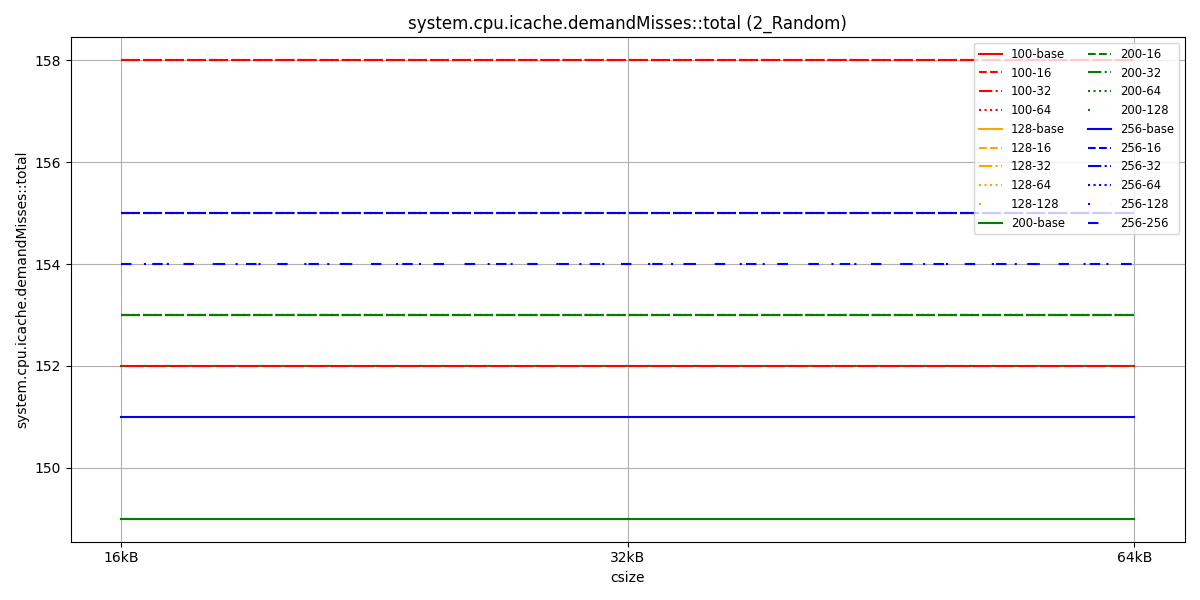 system.cpu.icache.demandMisses::total (2_Random)
system.cpu.icache.demandMisses::total
158
156
154
152
150
16kB
32kB
64kB
csize
100-base
100-16
100-32
100-64
128-base
128-16
128-32
128-64
128-128
200-base
200-16
200-32
200-64
200-128
256-base
256-16
256-32
256-64
256-128
256-256